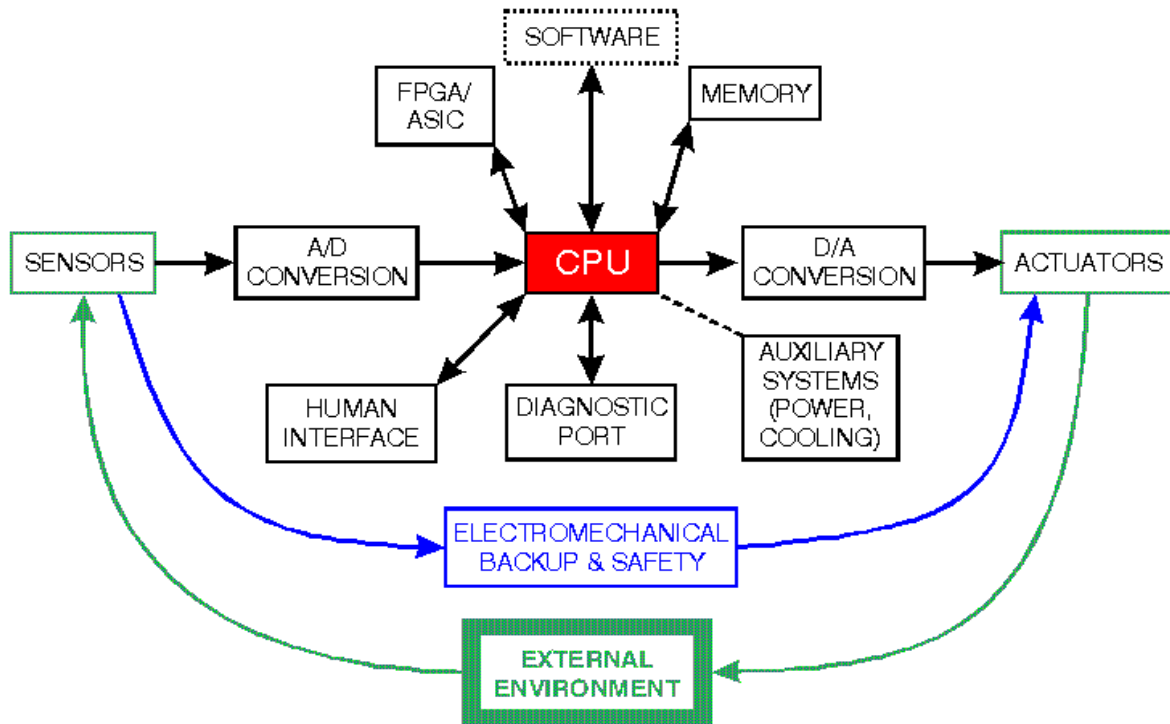 SOFTWARE
FPGA/
ASIC
MEMORY
SENSORS
A/D
CONVERSION
CPU
D/A
CONVERSION
ACTUATORS
HUMAN
INTERFACE
DIAGNOSTIC
PORT
AUXILIARY
SYSTEMS
(POWER,
COOLING)
ELECTROMECHANICAL
BACKUP & SAFETY
EXTERNAL
ENVIRONMENT